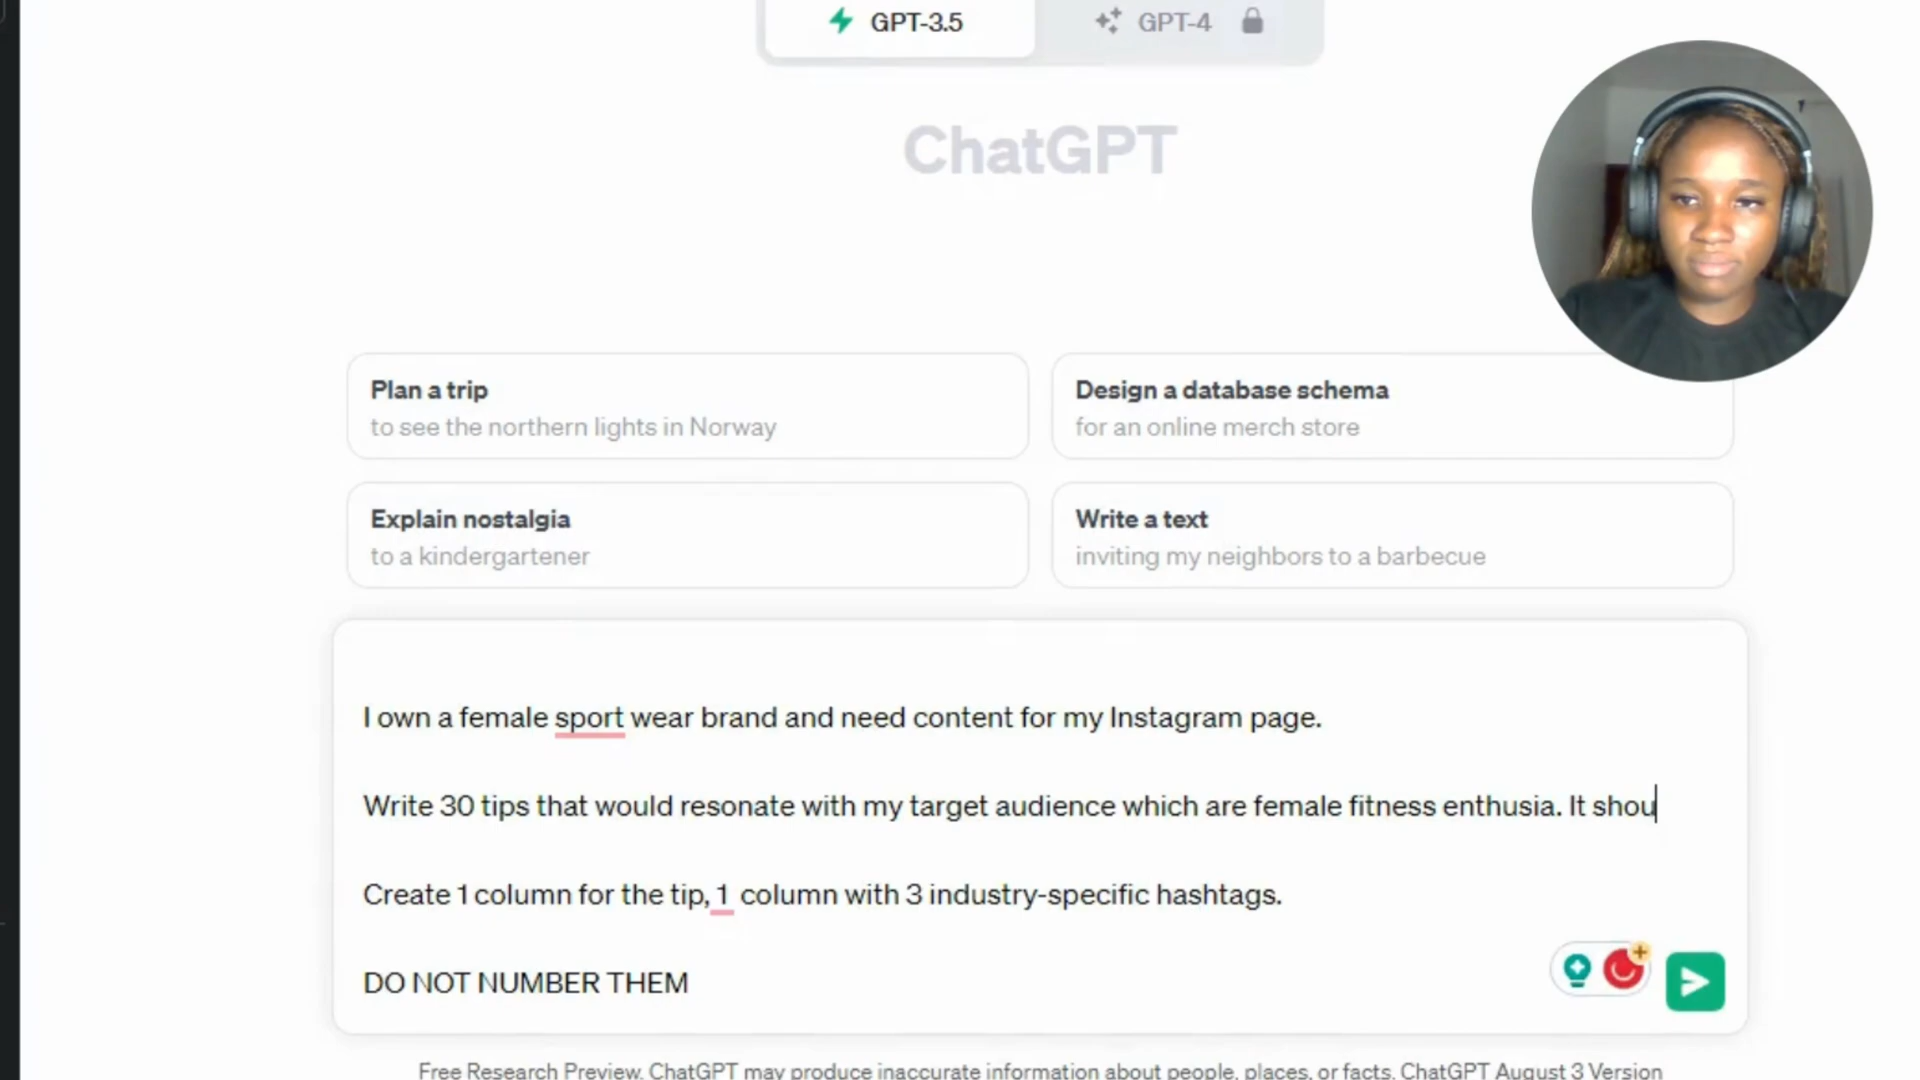 GPT-3.5
GPT-4
ChatGPT
Plan a trip
to see the northern lights in Norway
Design a database schema
for an online merch store
Explain nostalgia
to a kindergartener
Write a text
inviting my neighbors to a barbecue
I own a female sport wear brand and need content for my Instagram page.
Write 30 tips that would resonate with my target audience which are female fitness enthusia. It shou
Create 1 column for the tip, 1 column with 3 industry-specific hashtags.
DO NOT NUMBER THEM
Free Research Preview. ChatGPT may produce inaccurate information about people, places, or facts. ChatGPT August 3 Version